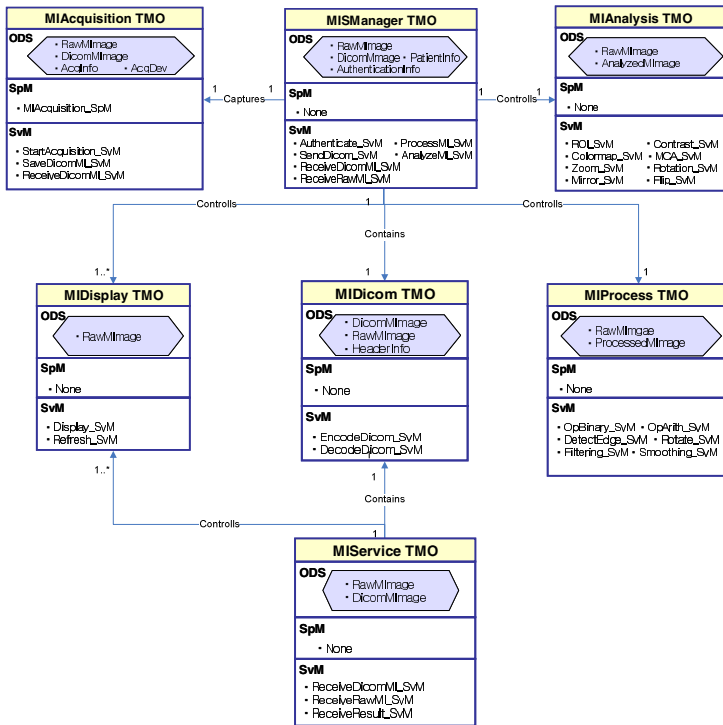 MIAcquisition TMO
ODS
• RawMImage
• DicomMImage
• AcqInfo • AcqDev
SpM
• MIAcquisition_SpM
SvM
• StartAcquisition_SvM
• SaveDicomMI_SvM
• ReceiveDicomMI_SvM
1
Captures
1
MISManager TMO
ODS
• RawMImage
• DicomMmage • PatientInfo
• AuthenticationInfo
SpM
• None
SvM
• Authenticate_SvM • ProcessMI_SvM
• SendDicom_SvM • AnalyzeMI_SvM
• ReceiveDicomMI_SvM
• ReceiveRawMI_SvM
1
Controlls
1
MIAnalysis TMO
ODS
• RawMImage
• AnalyzedMImage
SpM
• None
SvM
• ROI_SvM • Contrast_SvM
• Colormap_SvM • MCA_SvM
• Zoom_SvM • Rotation_SvM
• Mirror_SvM • Flip_SvM
Controlls
1
Controlls
Contains
1..*
1
1
MIDisplay TMO
ODS
• RawMImage
SpM
• None
SvM
• Display_SvM
• Refresh_SvM
MIDicom TMO
ODS
• DicomMImage
• RawMImage
• HeaderInfo
SpM
• None
SvM
• EncodeDicom_SvM
• DecodeDicom_SvM
MIProcess TMO
ODS
• RawMImgae
• ProcessedMImage
SpM
• None
SvM
• OpBinary_SvM • OpArith_SvM
• DetectEdge_SvM • Rotate_SvM
• Filtering_SvM • Smoothing_SvM
1..*
1
Contains
Controlls
1
MIService TMO
ODS
• RawMImage
• DicomMImage
SpM
• None
SvM
• ReceiveDicomMI_SvM
• ReceiveRawMI_SvM
• ReceiveResult_SvM